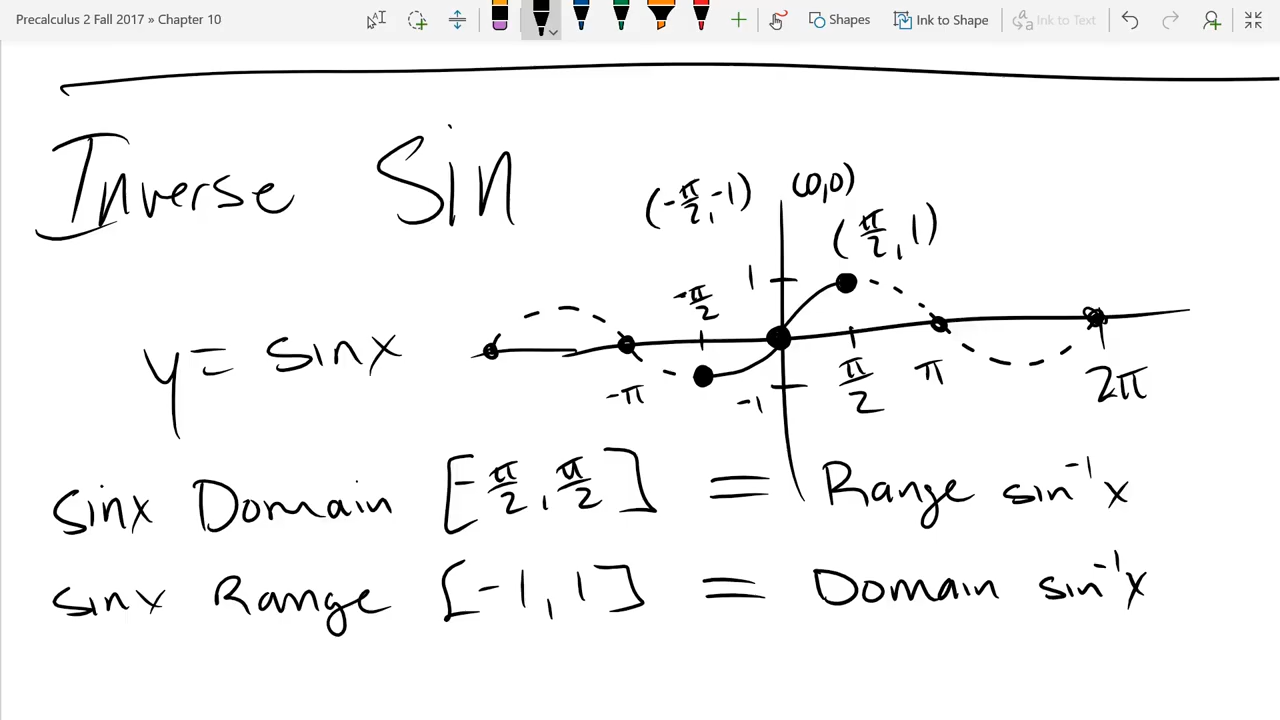 Precalculus 2 Fall 2017 » Chapter 10
Shapes
Ink to Shape
Ink to Text
Inverse Sin
(-π/2, -1)
(0,0)
(π/2, 1)
1
-π/2
y = sinx
-π
-1
π/2
π
2π
sinx Domain [-π/2, π/2] = Range sin⁻¹x
sinx Range [-1, 1] = Domain sin⁻¹x